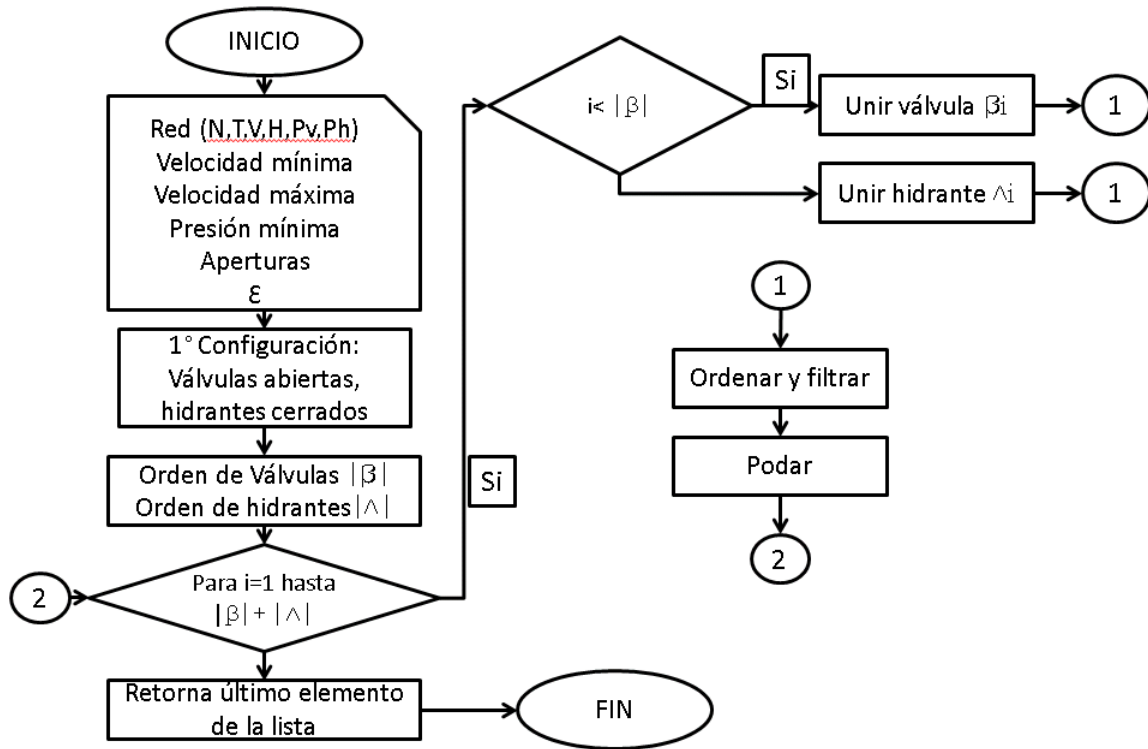 INICIO
Red (N,T,V,H,Pv,Ph)
Velocidad mínima
Velocidad máxima
Presión mínima
Aperturas
ε
1° Configuración:
Válvulas abiertas,
hidrantes cerrados
Orden de Válvulas |β|
Orden de hidrantes|∧|
2
Para i=1 hasta
|β| + |∧|
Si
Retorna último elemento
de la lista
FIN
i< |β|
Si
Unir válvula βi
1
Unir hidrante ∧i
1
1
Ordenar y filtrar
Podar
2